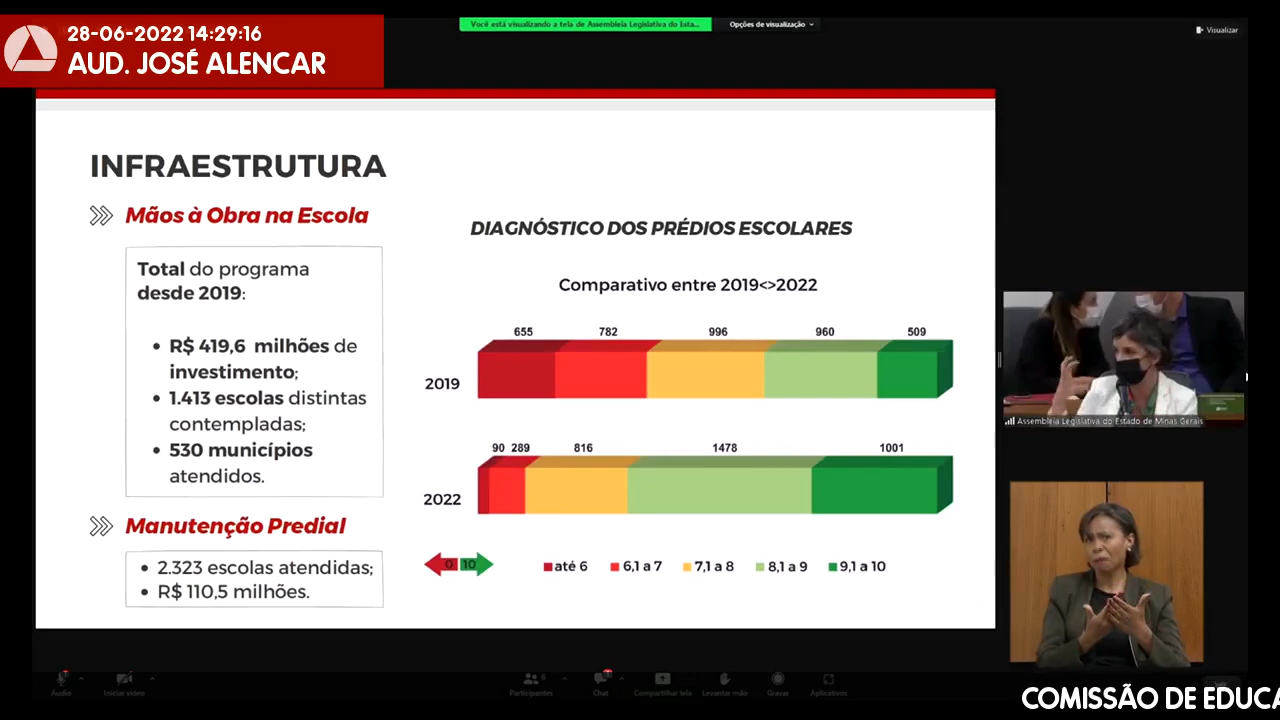 28-06-2022 14:29:16
AUD. JOSÉ ALENCAR
Você está visualizando a tela de Assembleia Legislativa do Esta...
Opções de visualização
Visualizar
INFRAESTRUTURA
Mãos à Obra na Escola
Total do programa
desde 2019:
• R$ 419,6 milhões de
investimento;
• 1.413 escolas distintas
contempladas;
• 530 municípios
atendidos.
Manutenção Predial
• 2.323 escolas atendidas;
• R$ 110,5 milhões.
DIAGNÓSTICO DOS PRÉDIOS ESCOLARES
Comparativo entre 2019<>2022
655 782 996 960 509
2019
90 289 816 1478 1001
2022
0 10
até 6 6,1 a 7 7,1 a 8 8,1 a 9 9,1 a 10
Assembleia Legislativa do Estado de Minas Gerais
Áudio
Iniciar vídeo
Participantes
6
Chat
Compartilhar tela
Levantar mão
Gravar
Aplicativos
COMISSÃO DE EDUCA